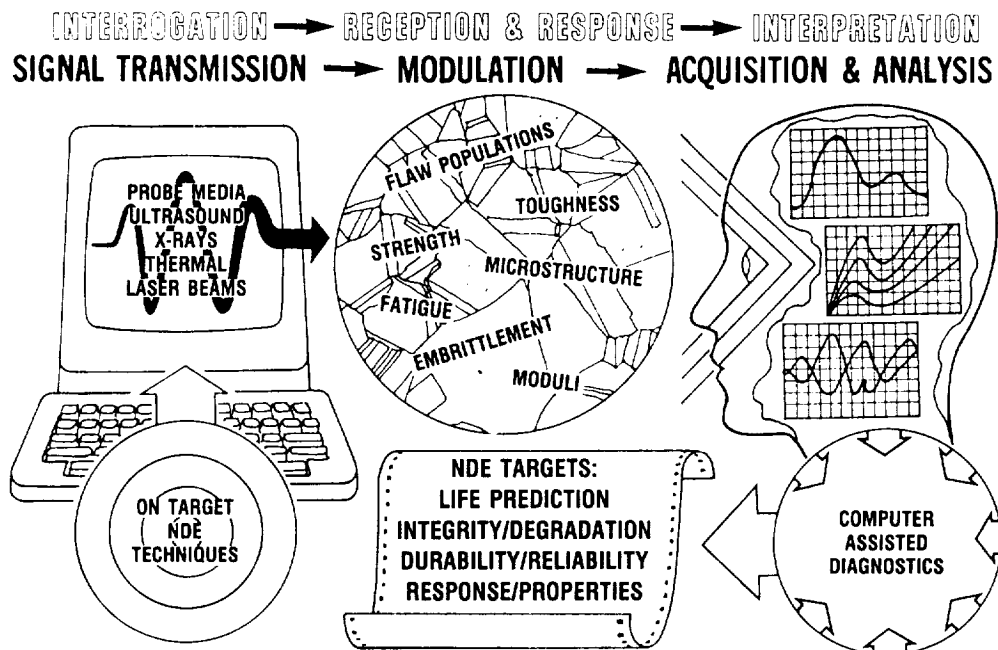 INTERROGATION → RECEPTION & RESPONSE → INTERPRETATION
SIGNAL TRANSMISSION → MODULATION → ACQUISITION & ANALYSIS
PROBE MEDIA
ULTRASOUND
X-RAYS
THERMAL
LASER BEAMS
FLAW POPULATIONS
TOUGHNESS
STRENGTH
MICROSTRUCTURE
FATIGUE
EMBRITTLEMENT
MODULI
ON TARGET
NDE
TECHNIQUES
NDE TARGETS:
LIFE PREDICTION
INTEGRITY/DEGRADATION
DURABILITY/RELIABILITY
RESPONSE/PROPERTIES
COMPUTER
ASSISTED
DIAGNOSTICS